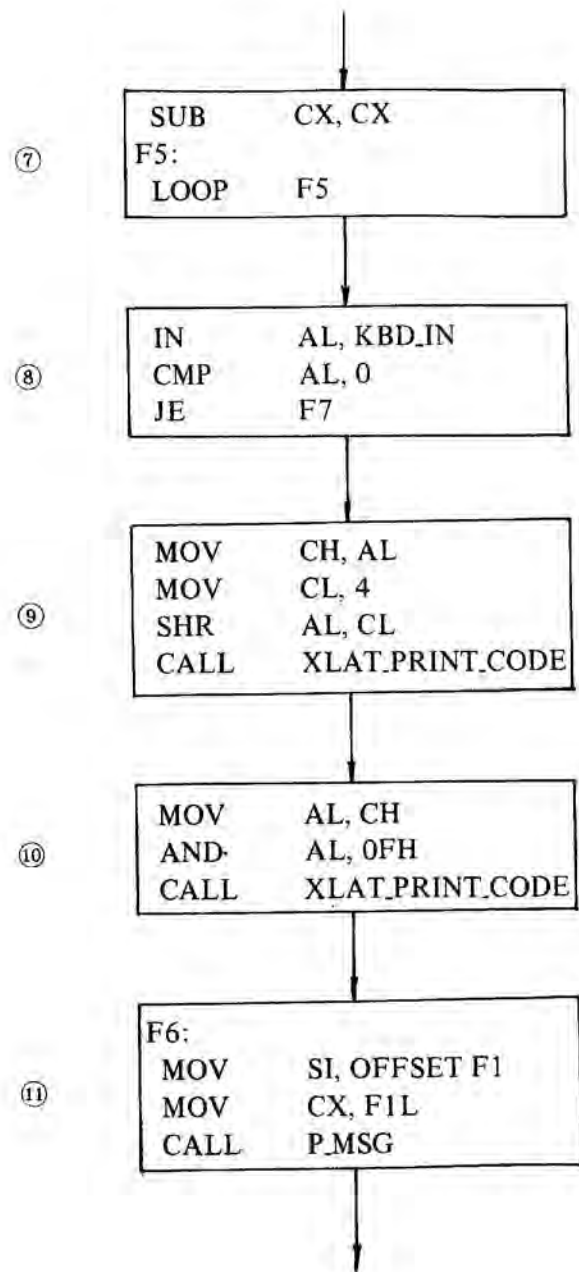 ⑦
SUB CX, CX
F5:
LOOP F5
⑧
IN AL, KBD_IN
CMP AL, 0
JE F7
⑨
MOV CH, AL
MOV CL, 4
SHR AL, CL
CALL XLAT_PRINT_CODE
⑩
MOV AL, CH
AND AL, 0FH
CALL XLAT_PRINT_CODE
⑪
F6:
MOV SI, OFFSET F1
MOV CX, F1L
CALL P_MSG